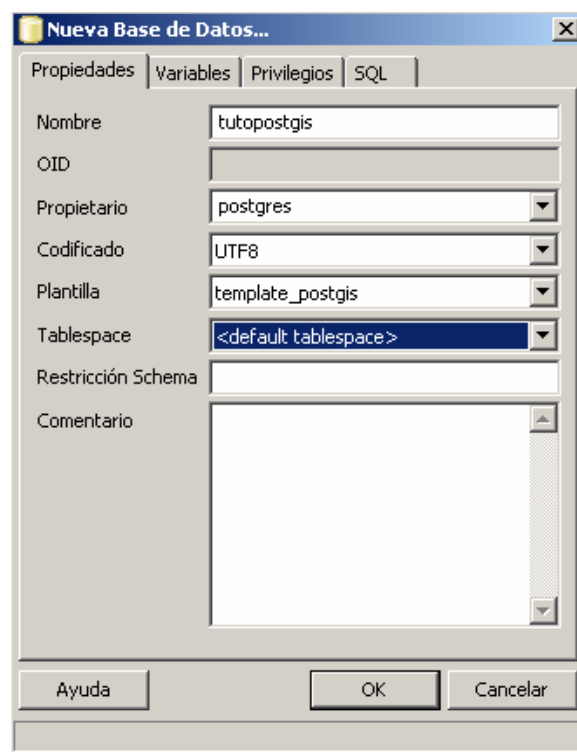 Nueva Base de Datos...
Propiedades Variables Privilegios SQL
Nombre tutopostgis
OID
Propietario postgres
Codificado UTF8
Plantilla template_postgis
Tablespace <default tablespace>
Restricción Schema
Comentario
Ayuda OK Cancelar